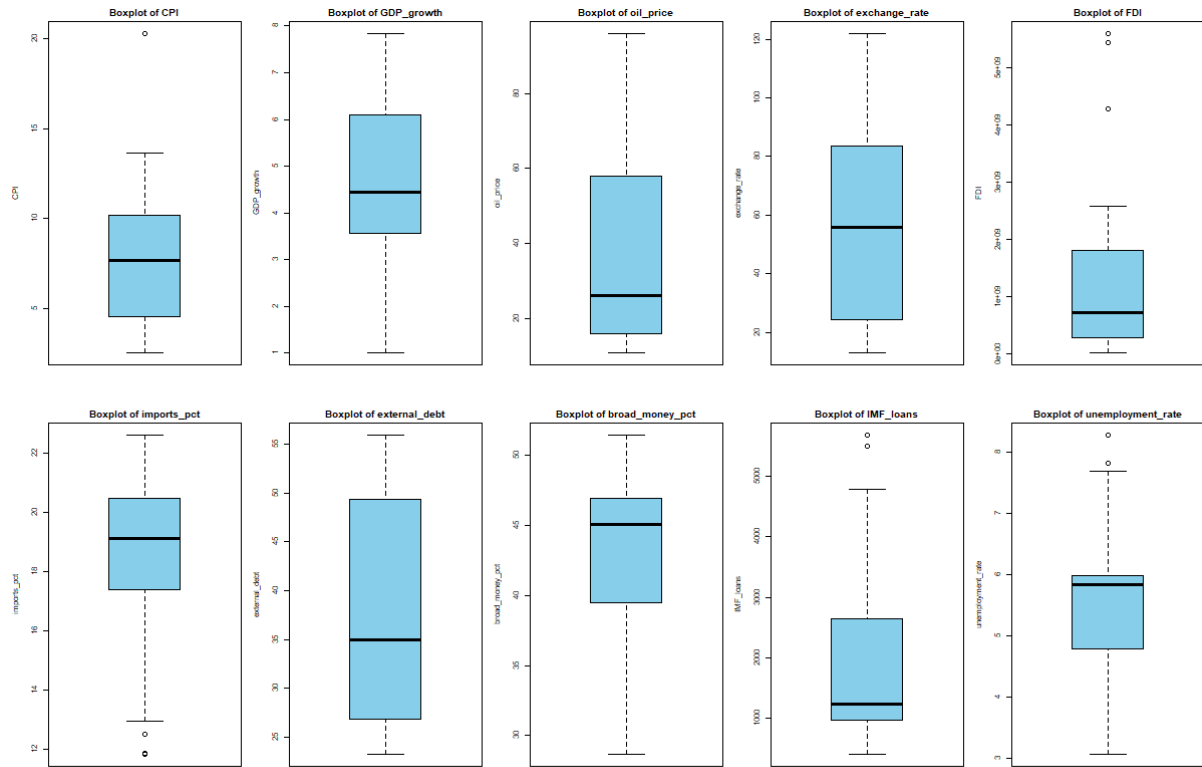 Boxplot of CPI
CPI
20
15
10
5
Boxplot of GDP_growth
GDP_growth
8
7
6
5
4
3
2
1
Boxplot of oil_price
oil_price
80
60
40
20
Boxplot of exchange_rate
exchange_rate
120
100
80
60
40
20
Boxplot of FDI
FDI
5e+09
4e+09
3e+09
2e+09
1e+09
0e+00
Boxplot of imports_pct
imports_pct
22
20
18
16
14
12
Boxplot of external_debt
external_debt
55
50
45
40
35
30
25
Boxplot of broad_money_pct
broad_money_pct
50
45
40
35
30
Boxplot of IMF_loans
IMF_loans
5000
4000
3000
2000
1000
Boxplot of unemployment_rate
unemployment_rate
8
7
6
5
4
3